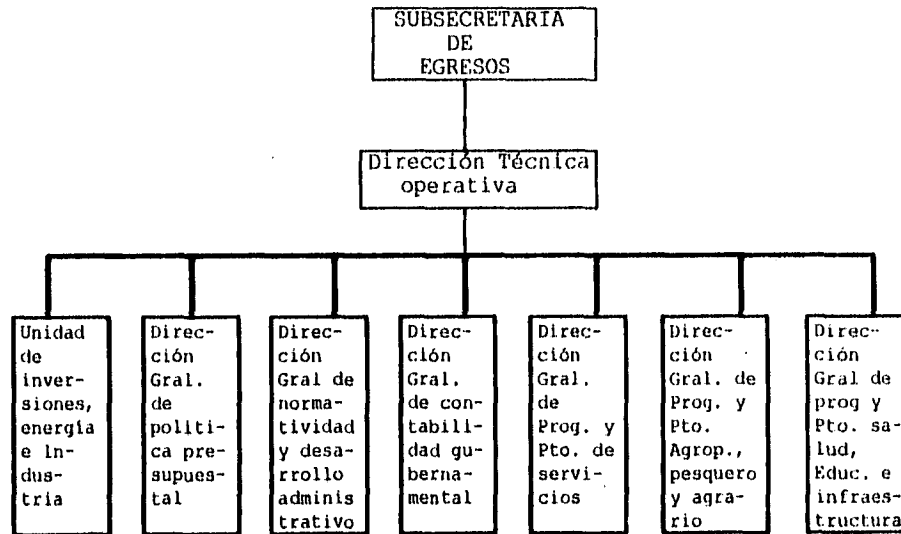 SUBSECRETARIA
DE
EGRESOS
Dirección Técnica
operativa
Unidad
de
inver-
siones,
energía
e in-
dus-
tria
Direc-
ción
Gral.
de
políti-
ca pre-
supues-
tal
Direc-
ción
Gral de
norma-
tividad
y desa-
rrollo
adminis
trativo
Direc-
ción
Gral.
de con-
tabili-
dad gu-
berna-
mental
Direc-
ción
Gral.
de
Prog. y
Pto. de
servi-
cios
Direc-
ción
Gral. de
Prog. y
Pto.
Agrop.,
pesquero
y agra-
rio
Direc-
ción
Gral de
prog y
Pto. sa-
lud,
Educ. e
infraes-
tructura